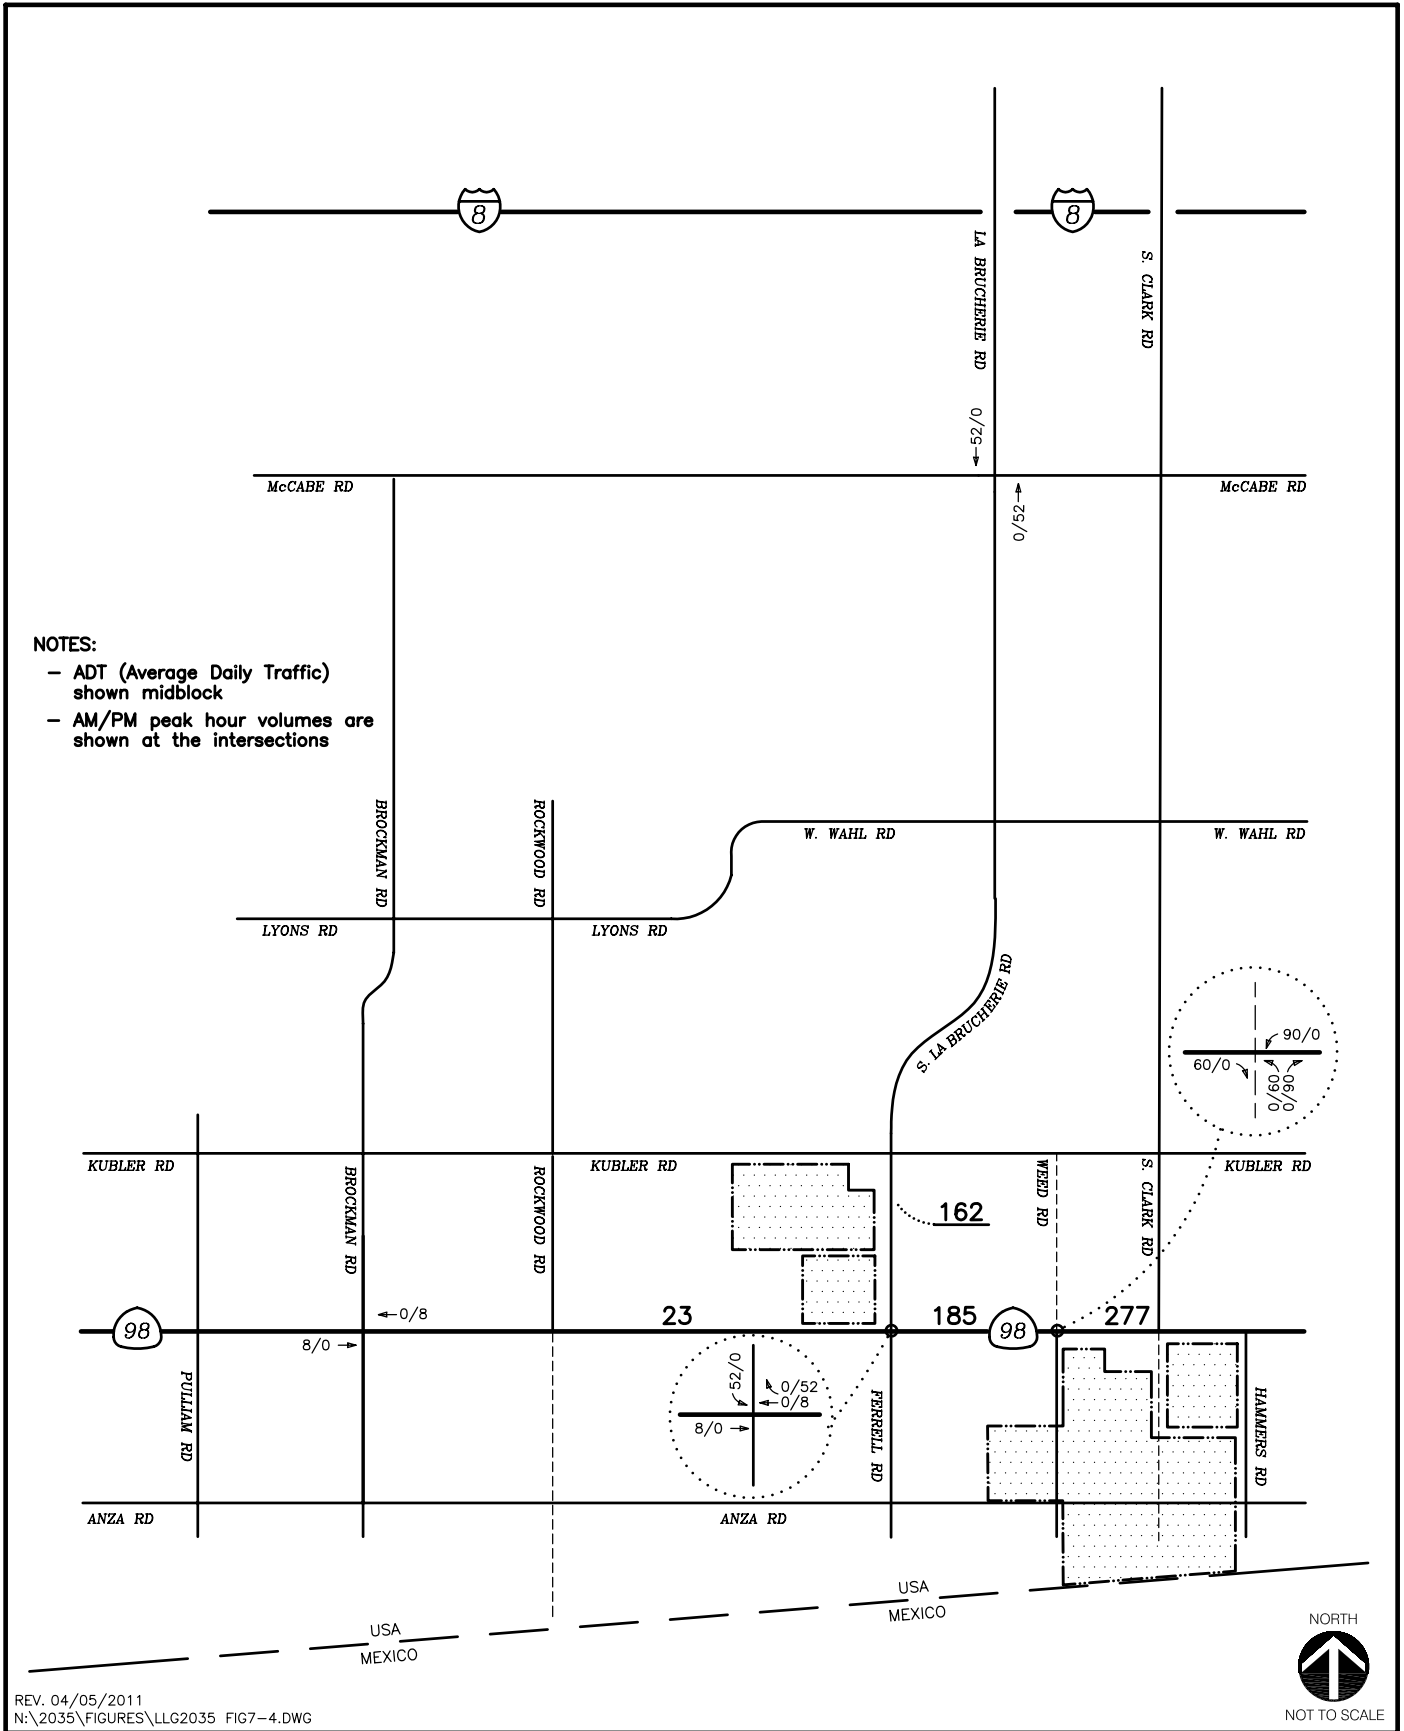 8
8
LA BRUCHERIE RD
S. CLARK RD
52/0
McCABE RD
McCABE RD
0/52
NOTES:
– ADT (Average Daily Traffic)
shown midblock
– AM/PM peak hour volumes are
shown at the intersections
BROCKMAN RD
ROCKWOOD RD
W. WAHL RD
W. WAHL RD
LYONS RD
LYONS RD
S. LA BRUCHERIE RD
90/0
60/0
0/60
0/90
KUBLER RD
KUBLER RD
KUBLER RD
BROCKMAN RD
ROCKWOOD RD
WEED RD
S. CLARK RD
162
0/8
23
185
277
98
98
8/0
52/0
0/52
0/8
8/0
PULLIAM RD
FERRELL RD
HAMMERS RD
ANZA RD
ANZA RD
USA
MEXICO
USA
MEXICO
NORTH
NOT TO SCALE
REV. 04/05/2011
N:\2035\FIGURES\LLG2035 FIG7-4.DWG